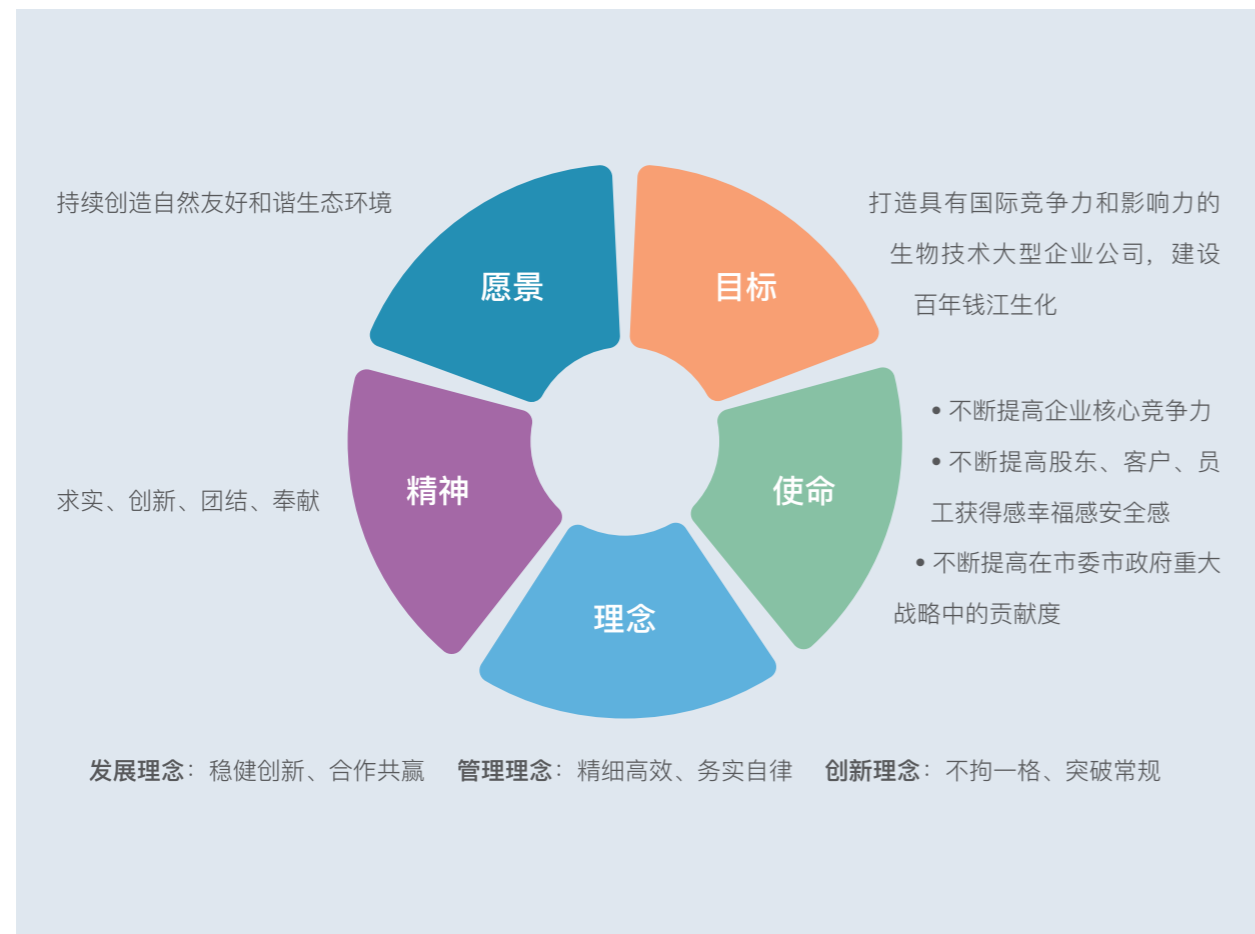 持续创造自然友好和谐生态环境
愿景
目标
打造具有国际竞争力和影响力的
生物技术大型企业公司，建设
百年钱江生化
精神
求实、创新、团结、奉献
使命
• 不断提高企业核心竞争力
• 不断提高股东、客户、员
工获得感幸福感安全感
• 不断提高在市委市政府重大
战略中的贡献度
理念
发展理念：稳健创新、合作共赢 管理理念：精细高效、务实自律 创新理念：不拘一格、突破常规